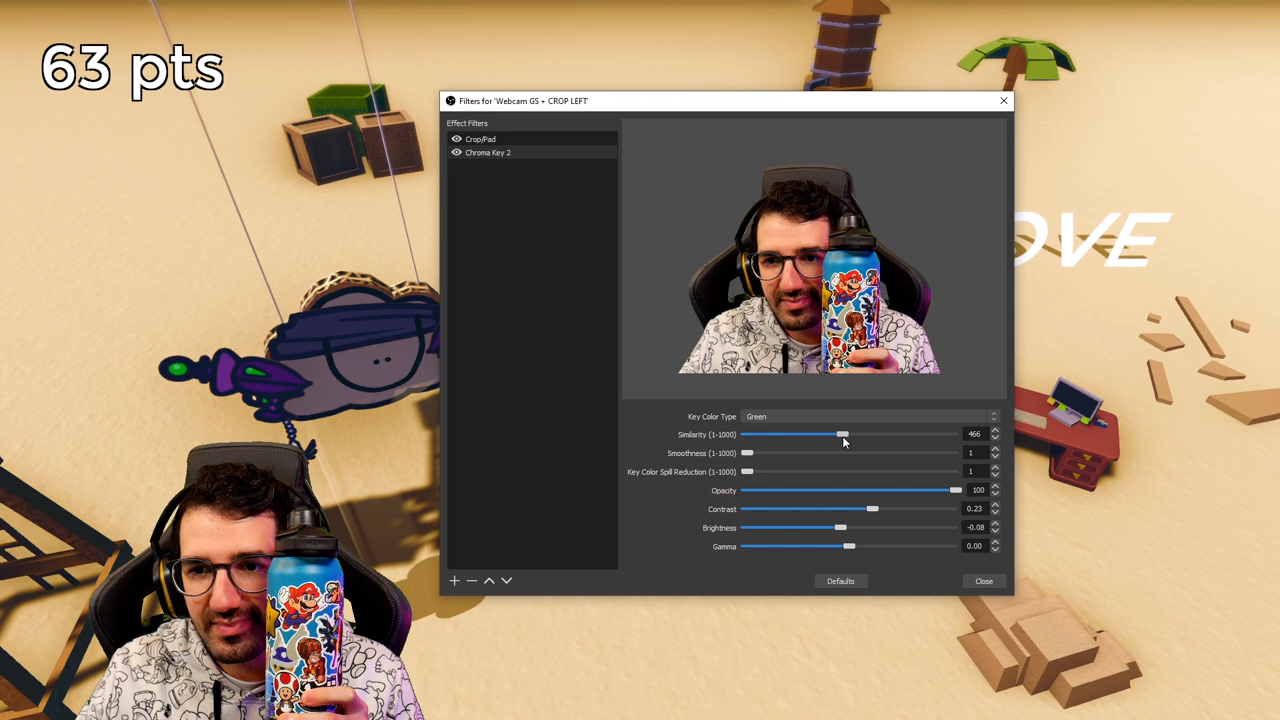 63 pts
Filters for 'Webcam GS + CROP LEFT'
Effect Filters
Crop/Pad
Chroma Key 2
OVE
Key Color Type Green
Similarity (1-1000) 466
Smoothness (1-1000) 1
Key Color Spill Reduction (1-1000) 1
Opacity 100
Contrast 0.23
Brightness -0.08
Gamma 0.00
Defaults Close